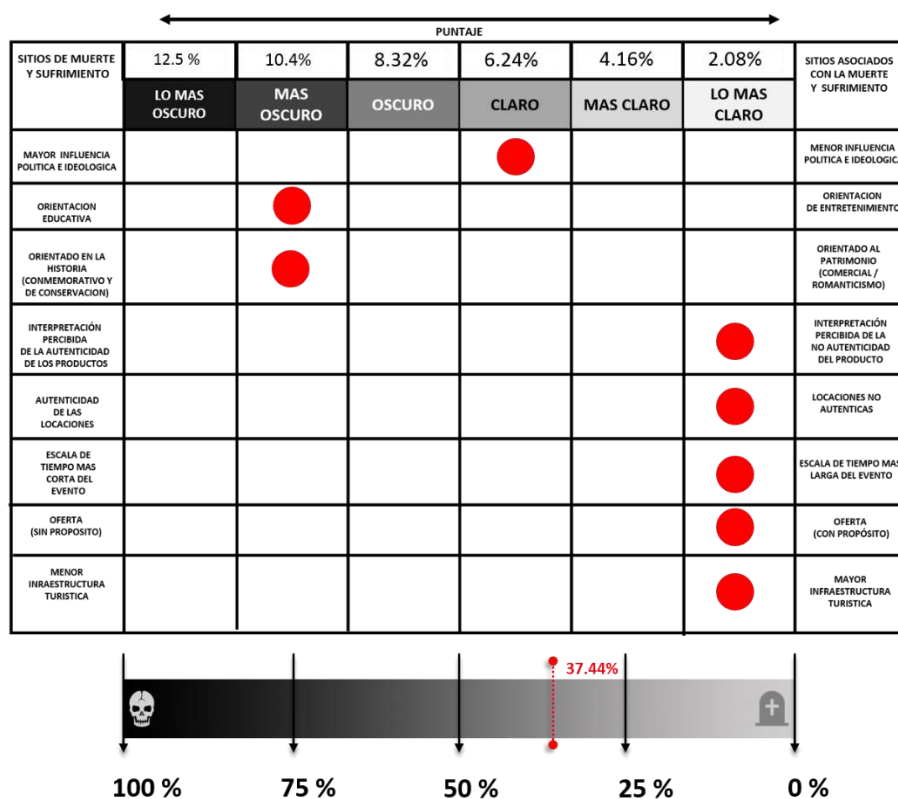 PUNTAJE
SITIOS DE MUERTE
Y SUFRIMIENTO
12.5 %
10.4%
8.32%
6.24%
4.16%
2.08%
SITIOS ASOCIADOS
CON LA MUERTE
Y SUFRIMIENTO
LO MAS
OSCURO
MAS
OSCURO
OSCURO
CLARO
MAS CLARO
LO MAS
CLARO
MAYOR INFLUENCIA
POLITICA E IDEOLOGICA
MENOR INFLUENCIA
POLITICA E IDEOLOGICA
ORIENTACION
EDUCATIVA
ORIENTACION
DE ENTRETENIMIENTO
ORIENTADO EN LA
HISTORIA
(CONMEMORATIVO Y
DE CONSERVACION)
ORIENTADO AL
PATRIMONIO
(COMERCIAL /
ROMANTICISMO)
INTERPRETACIÓN
PERCIBIDA
DE LA AUTENTICIDAD
DE LOS PRODUCTOS
INTERPRETACIÓN
PERCIBIDA DE LA
NO AUTENTICIDAD
DEL PRODUCTO
AUTENTICIDAD
DE LAS
LOCACIONES
LOCACIONES NO
AUTENTICAS
ESCALA DE
TIEMPO MAS
CORTA DEL
EVENTO
ESCALA DE TIEMPO MAS
LARGA DEL EVENTO
OFERTA
(SIN PROPOSITO)
OFERTA
(CON PROPÓSITO)
MENOR
INRAESTRUCTURA
TURISTICA
MAYOR
INFRAESTRUCTURA
TURISTICA
37.44%
100 %
75 %
50 %
25 %
0 %